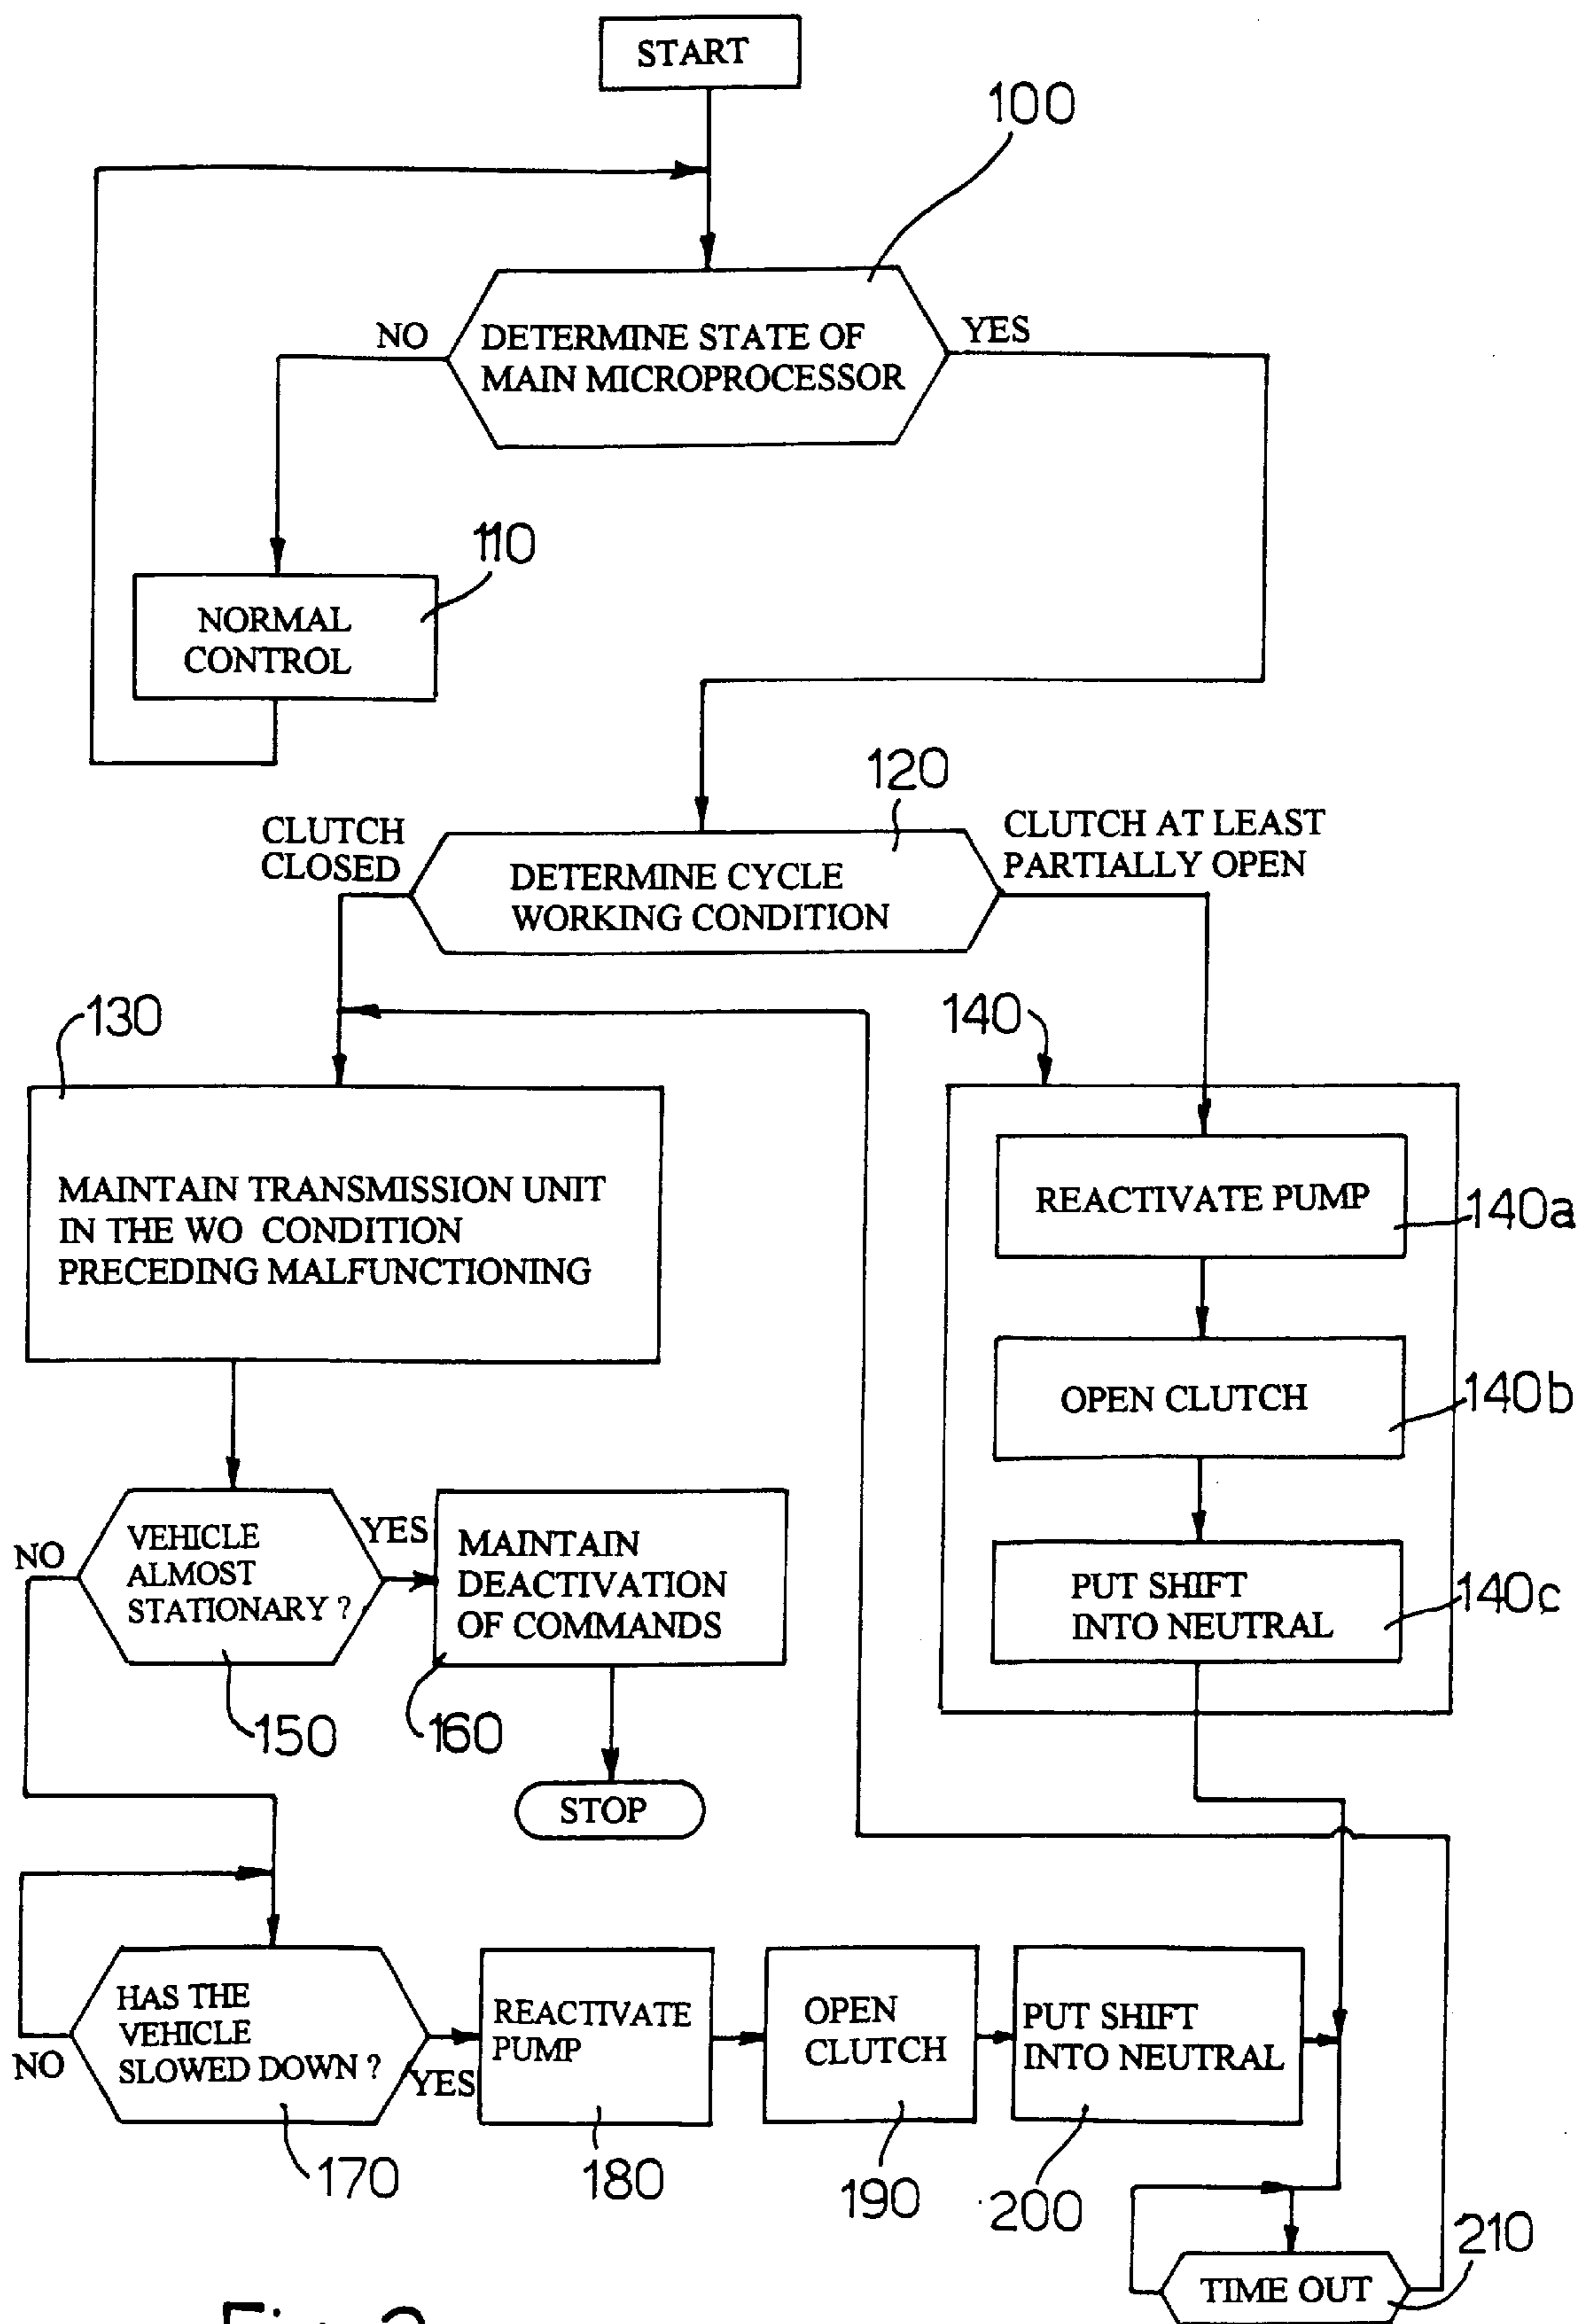 START
100
NO
DETERMINE STATE OF
MAIN MICROPROCESSOR
YES
110
NORMAL
CONTROL
120
CLUTCH
CLOSED
DETERMINE CYCLE
WORKING CONDITION
CLUTCH AT LEAST
PARTIALLY OPEN
130
140
MAINTAIN TRANSMISSION UNIT
IN THE WO CONDITION
PRECEDING MALFUNCTIONING
REACTIVATE PUMP
140a
OPEN CLUTCH
140b
PUT SHIFT
INTO NEUTRAL
140c
NO
VEHICLE
ALMOST
STATIONARY ?
YES
MAINTAIN
DEACTIVATION
OF COMMANDS
150
160
STOP
HAS THE
VEHICLE
SLOWED DOWN ?
NO
YES
REACTIVATE
PUMP
OPEN
CLUTCH
PUT SHIFT
INTO NEUTRAL
170
180
190
200
210
TIME OUT